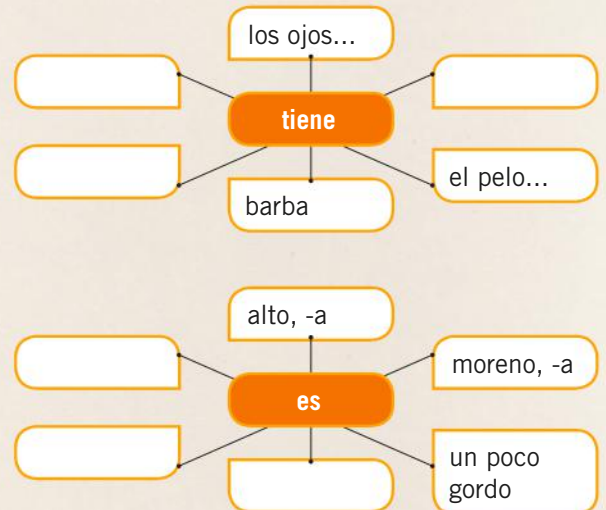 los ojos...
tiene
el pelo...
barba
alto, -a
moreno, -a
es
un poco
gordo